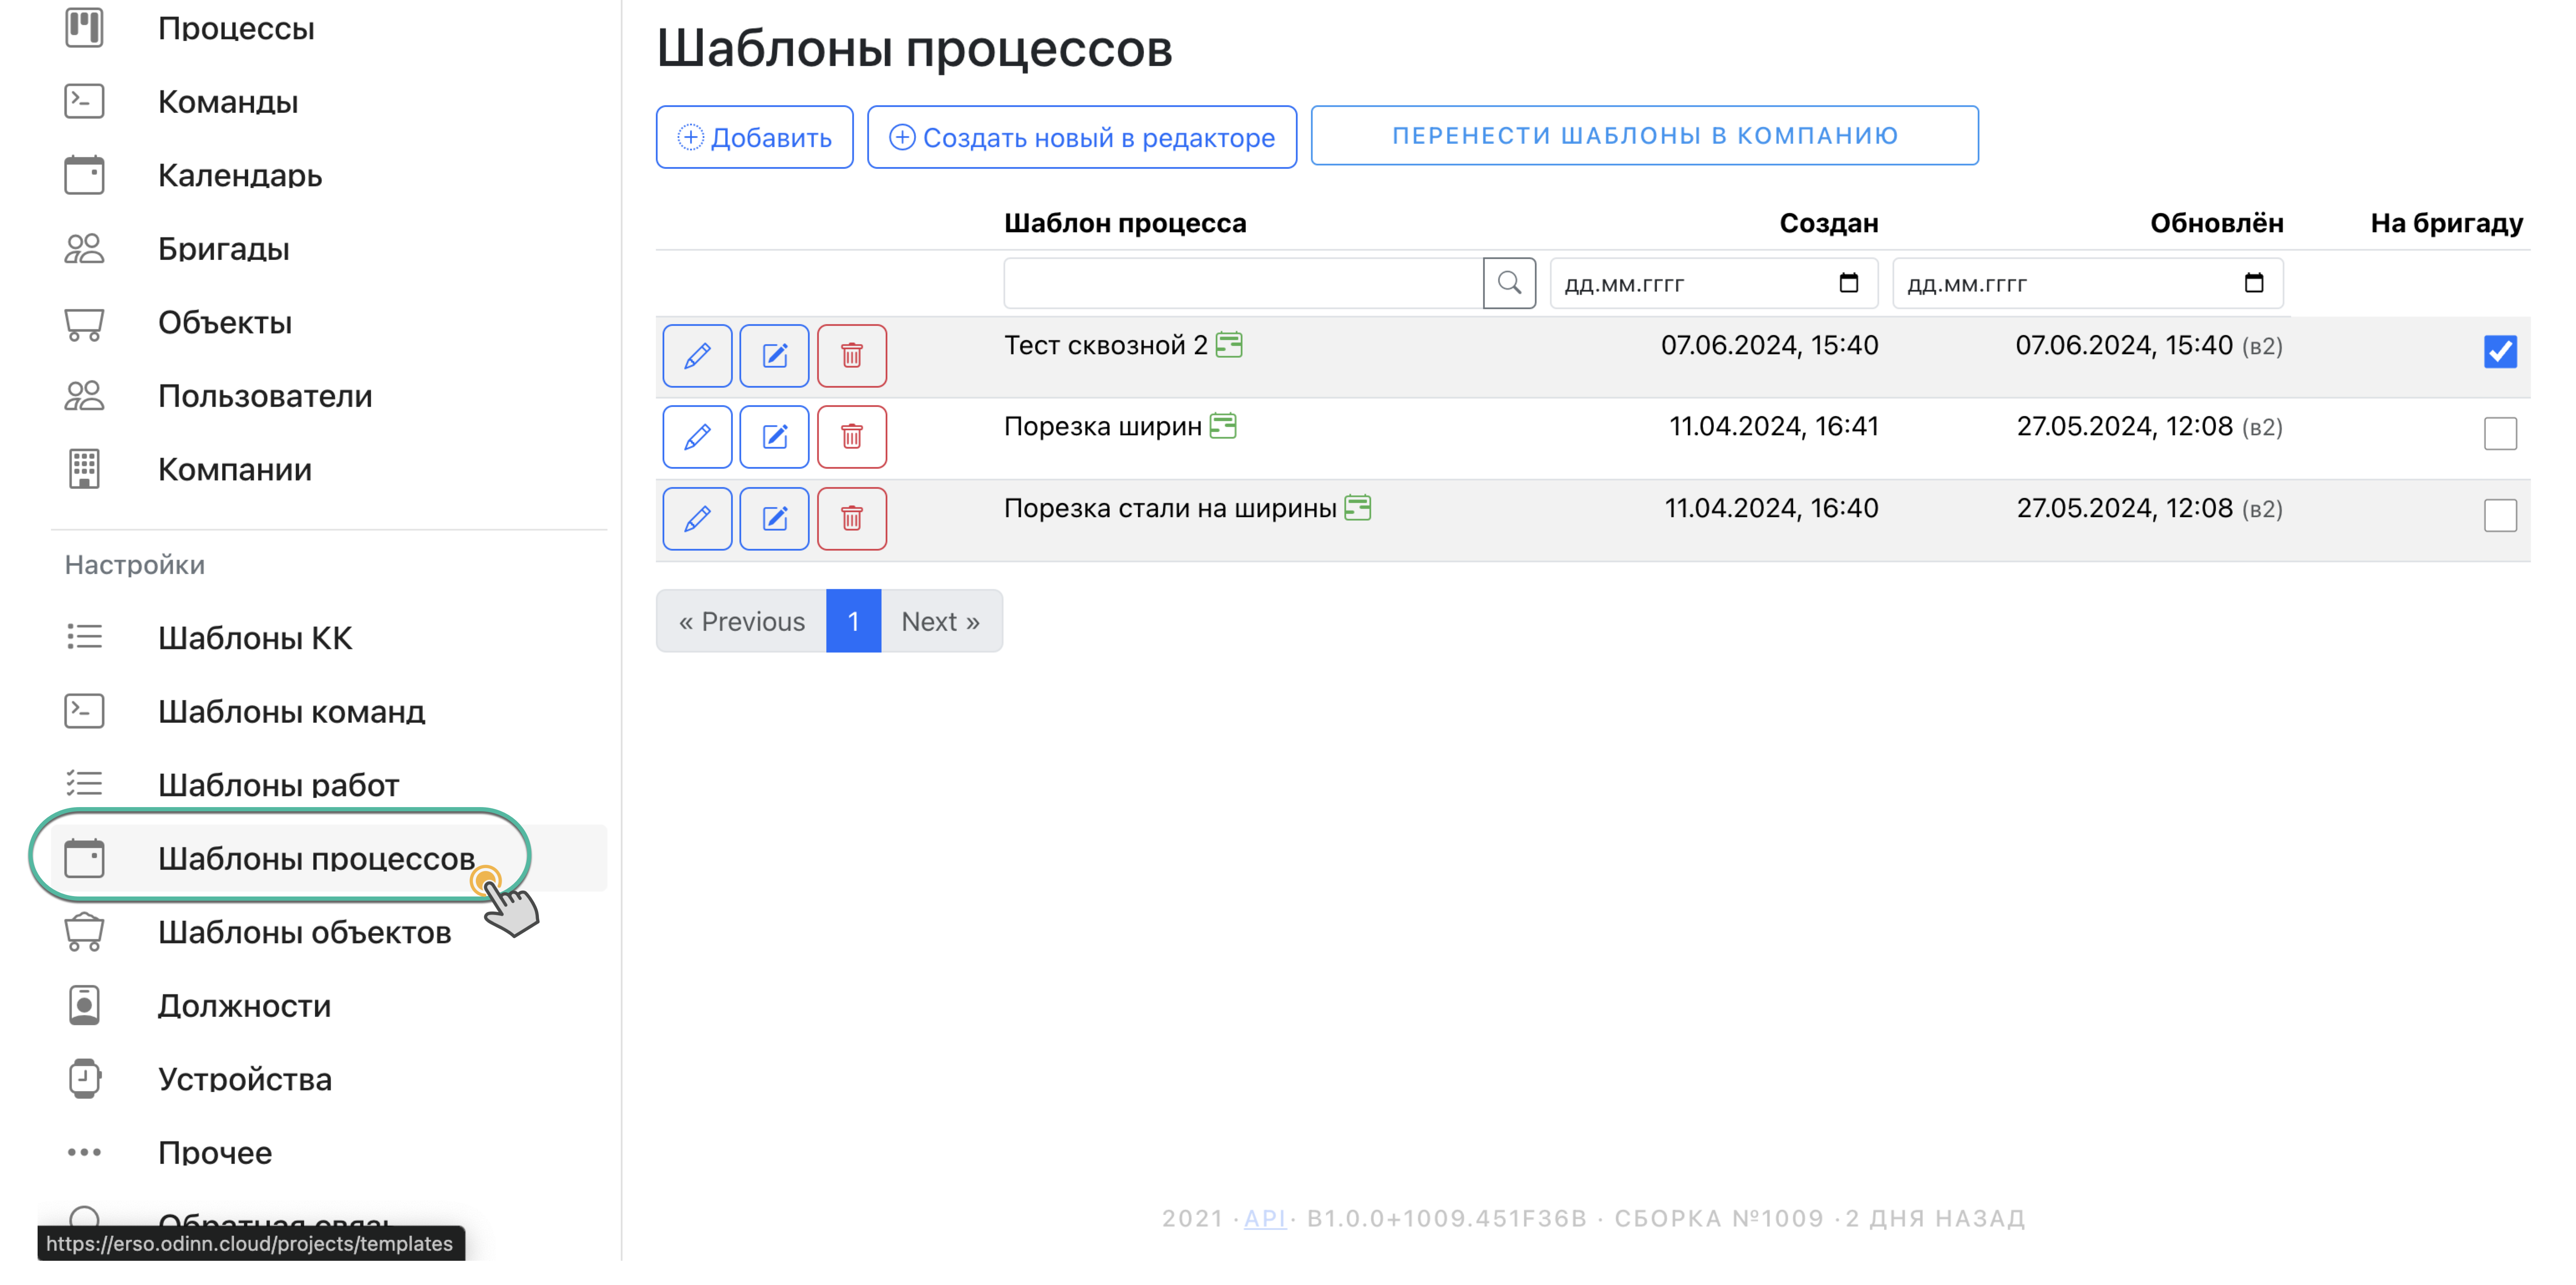 Процессы
Команды
Календарь
Бригады
Объекты
Пользователи
Компании
Настройки
Шаблоны КК
Шаблоны команд
Шаблоны работ
Шаблоны процессов
Шаблоны объектов
Должности
Устройства
Прочее
Обратная связь
https://erso.odinn.cloud/projects/templates
Шаблоны процессов
Добавить Создать новый в редакторе ПЕРЕНЕСТИ ШАБЛОНЫ В КОМПАНИЮ
Шаблон процесса Создан Обновлён На бригаду
дд.мм.гггг дд.мм.гггг
Тест сквозной 2 07.06.2024, 15:40 07.06.2024, 15:40 (в2)
Порезка ширин 11.04.2024, 16:41 27.05.2024, 12:08 (в2)
Порезка стали на ширины 11.04.2024, 16:40 27.05.2024, 12:08 (в2)
« Previous 1 Next »
2021 · API · B1.0.0+1009.451F36B · СБОРКА №1009 · 2 ДНЯ НАЗАД